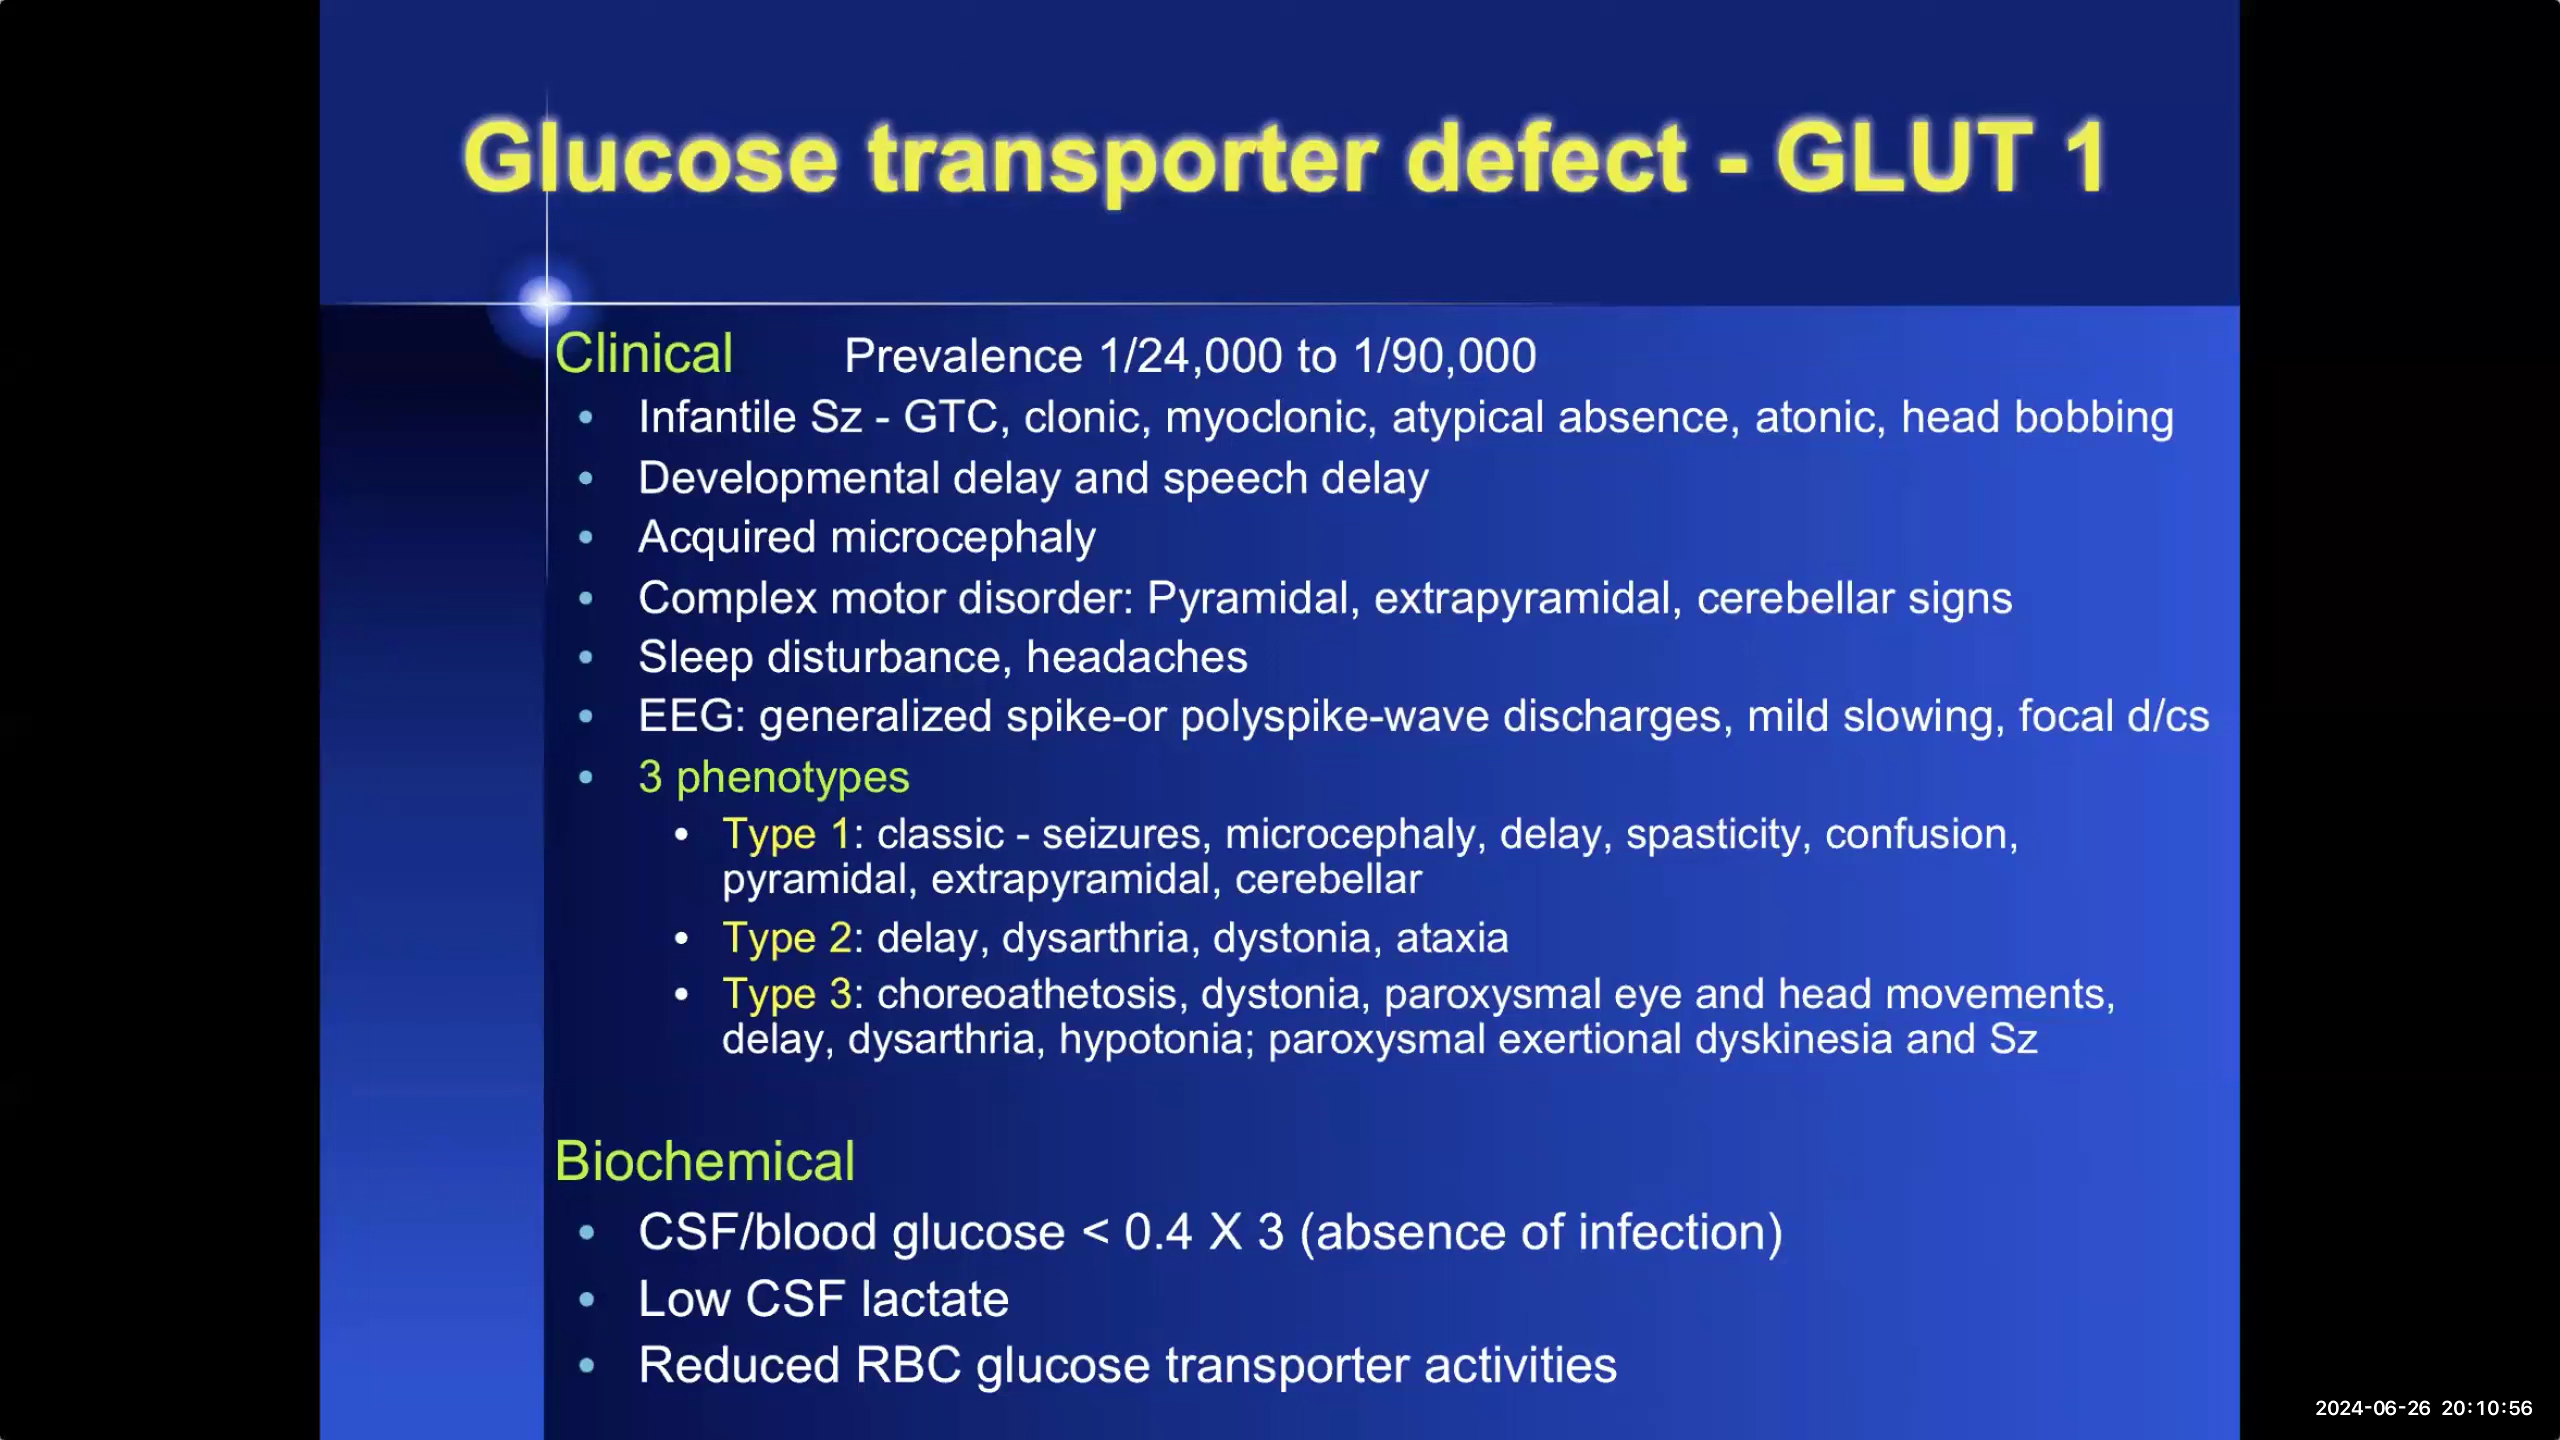 Glucose transporter defect - GLUT 1
Clinical Prevalence 1/24,000 to 1/90,000
• Infantile Sz - GTC, clonic, myoclonic, atypical absence, atonic, head bobbing
• Developmental delay and speech delay
• Acquired microcephaly
• Complex motor disorder: Pyramidal, extrapyramidal, cerebellar signs
• Sleep disturbance, headaches
• EEG: generalized spike-or polyspike-wave discharges, mild slowing, focal d/cs
• 3 phenotypes
• Type 1: classic - seizures, microcephaly, delay, spasticity, confusion,
pyramidal, extrapyramidal, cerebellar
• Type 2: delay, dysarthria, dystonia, ataxia
• Type 3: choreoathetosis, dystonia, paroxysmal eye and head movements,
delay, dysarthria, hypotonia; paroxysmal exertional dyskinesia and Sz
Biochemical
• CSF/blood glucose < 0.4 X 3 (absence of infection)
• Low CSF lactate
• Reduced RBC glucose transporter activities
2024-06-26 20:10:56